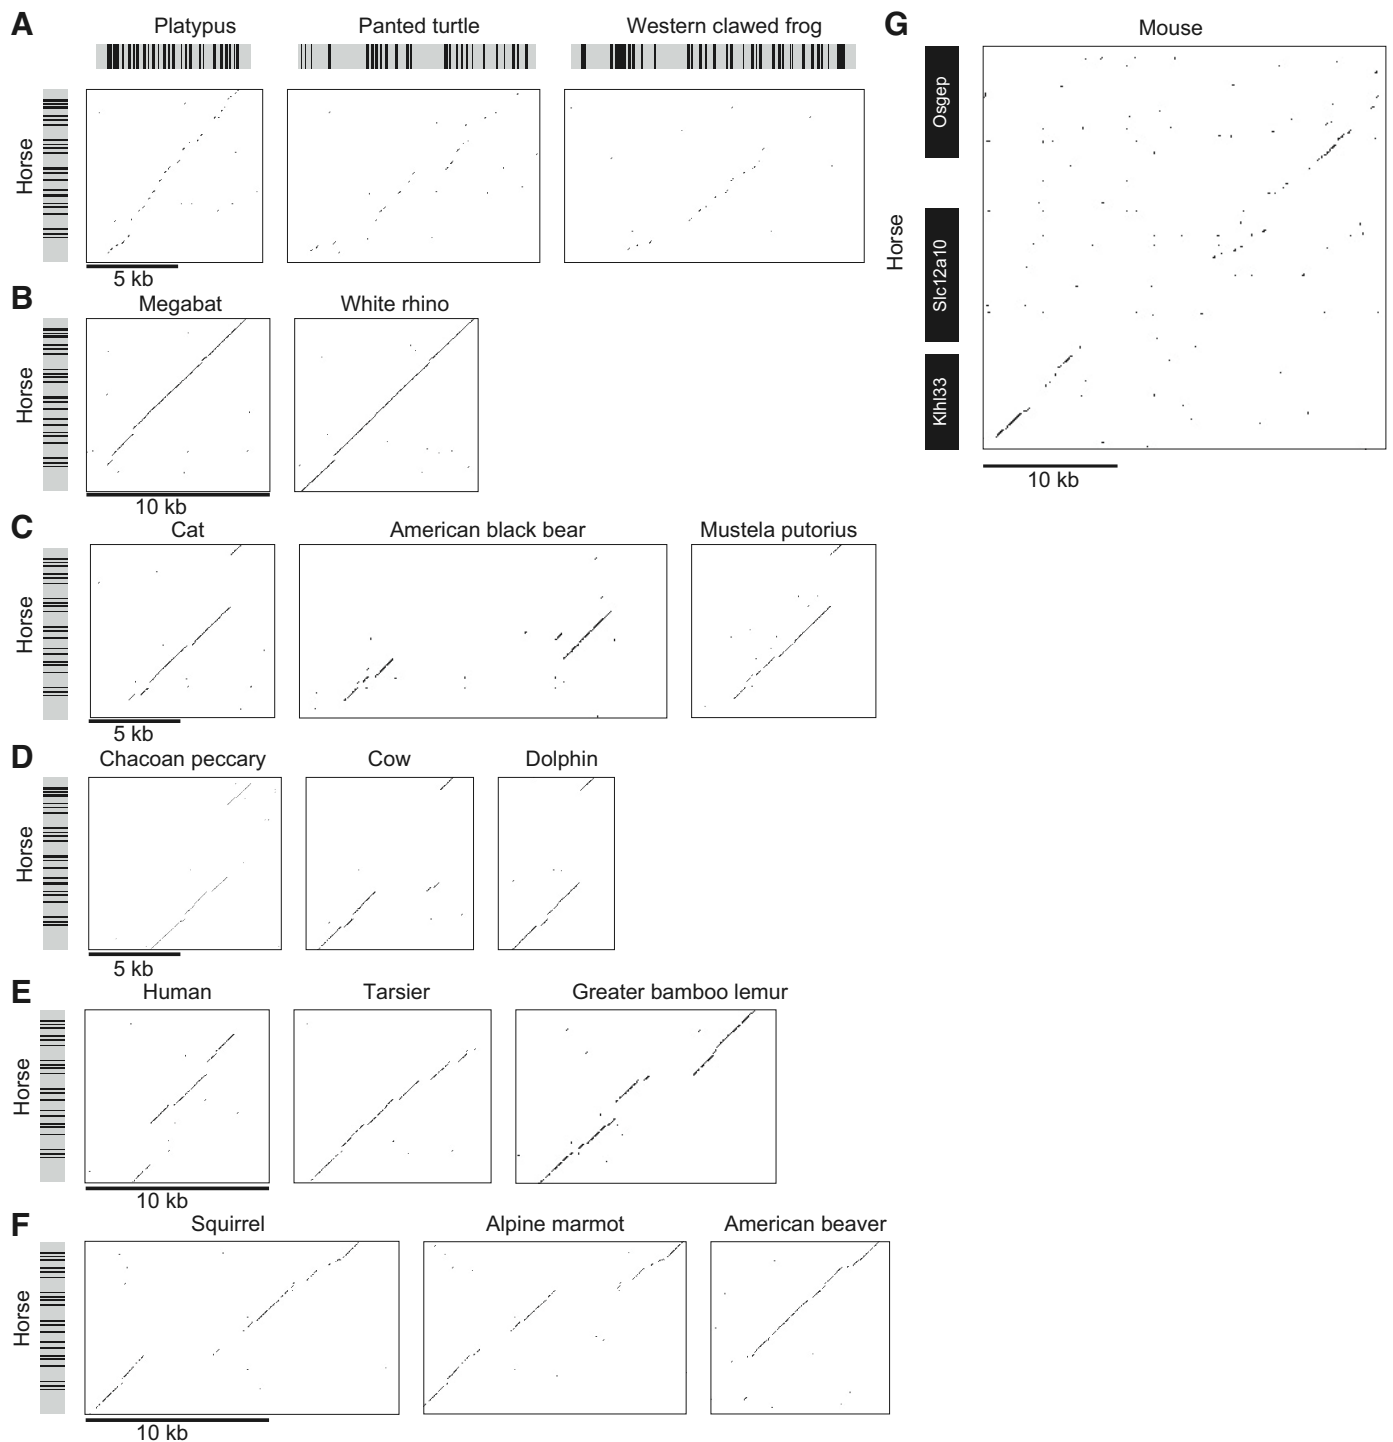 A
Platypus
Panted turtle
Western clawed frog
Horse
5 kb
B
Megabat
White rhino
Horse
10 kb
C
Cat
American black bear
Mustela putorius
Horse
5 kb
D
Chacoan peccary
Cow
Dolphin
Horse
5 kb
E
Human
Tarsier
Greater bamboo lemur
Horse
10 kb
F
Squirrel
Alpine marmot
American beaver
Horse
10 kb
G
Mouse
Horse
Osgep
Slc12a10
Klhl33
10 kb